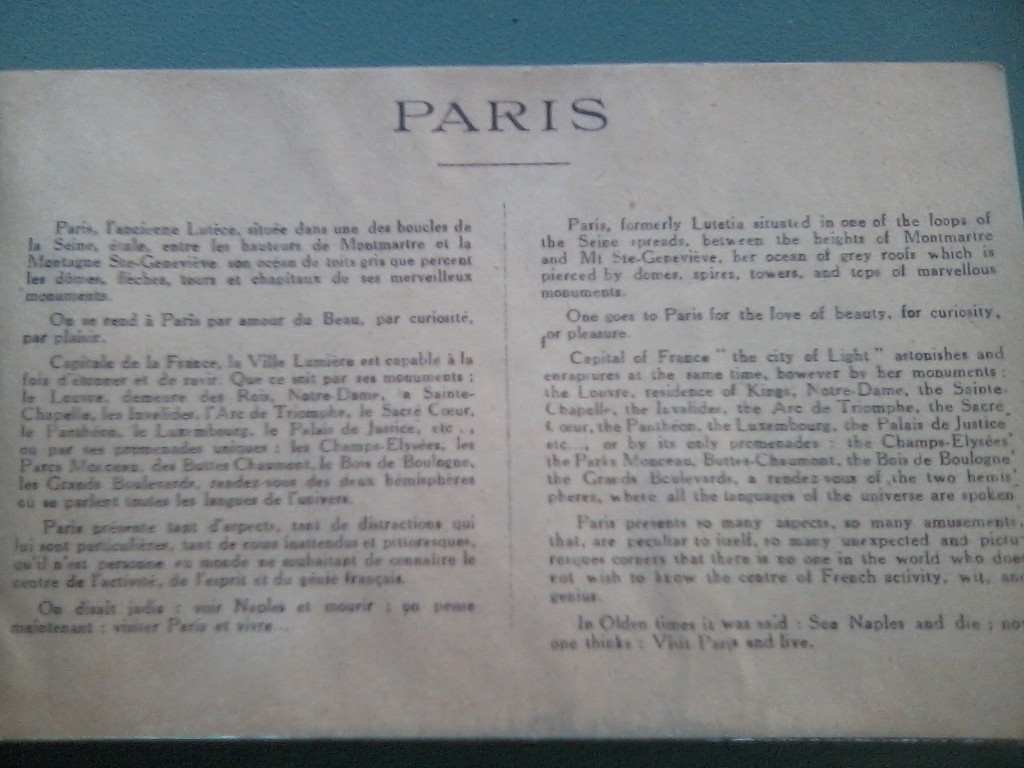 PARIS
Paris, l'ancienne Lutèce, située dans une des boucles de
la Seine, étale, entre les hauteurs de Montmartre et la
Montagne Ste-Geneviève son océan de toits gris que percent
les dômes, flèches, tours et chapitaux de ses merveilleux
monuments.
On se rend à Paris par amour du Beau, par curiosité,
par plaisir.
Capitale de la France, la Ville Lumière est capable à la
fois d'étonner et de ravir. Que ce soit par ses monuments :
le Louvre, demeure des Rois, Notre-Dame, a Sainte-
Chapelle, les Invalides, l'Arc de Triomphe, le Sacré Cœur,
le Panthéon, le Luxembourg, le Palais de Justice, etc..,
ou par ses promenades uniques : les Champs-Elysées, les
Parcs Monceau, des Buttes Chaumont, le Bois de Boulogne,
les Grands Boulevards, rendez-vous des deux hémisphères
où se parlent toutes les langues de l'univers.
Paris présente tant d'aspects, tant de distractions qui
lui sont particulières, tant de coins inattendus et pittoresques,
qu'il n'est personne au monde ne souhaitant de connaître le
centre de l'activité, de l'esprit et du génie français.
On disait jadis : voir Naples et mourir ; on pense
maintenant : visiter Paris et vivre...
Paris, formerly Lutetia situated in one of the loops of
the Seine spreads, between the heights of Montmartre
and Mt Ste-Geneviève, her ocean of grey roofs which is
pierced by domes, spires, towers, and tops of marvellous
monuments.
One goes to Paris for the love of beauty, for curiosity,
or pleasure.
Capital of France " the city of Light " astonishes and
enraptures at the same time, however by her monuments :
the Louvre, residence of Kings, Notre-Dame, the Sainte-
Chapelle, the Invalides, the Arc de Triomphe, the Sacre
Cœur, the Panthéon, the Luxembourg, the Palais de Justice
etc..., or by its only promenades : the Champs-Elysées
the Parks Monceau, Buttes-Chaumont, the Bois de Boulogne
the Grands Boulevards, a rendez vous of the two hemis
pheres, where all the languages of the universe are spoken
Paris presents so many aspects, so many amusements,
that, are peculiar to itself, so many unexpected and pictu-
resques corners that there is no one in the world who does
not wish to know the centre of French activity, wit, an
genius.
In Olden times it was said : See Naples and die ; no
one thinks : Visit Paris and live.